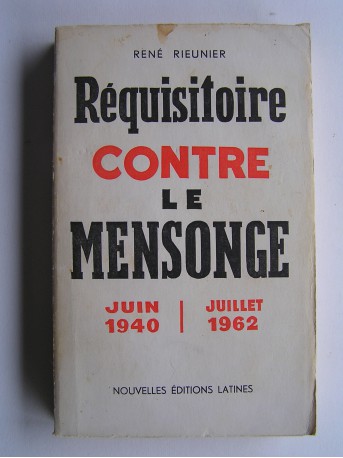 RENÉ RIEUNIER
Réquisitoire
CONTRE
LE
MENSONGE
JUIN | JUILLET
1940 | 1962
NOUVELLES ÉDITIONS LATINES